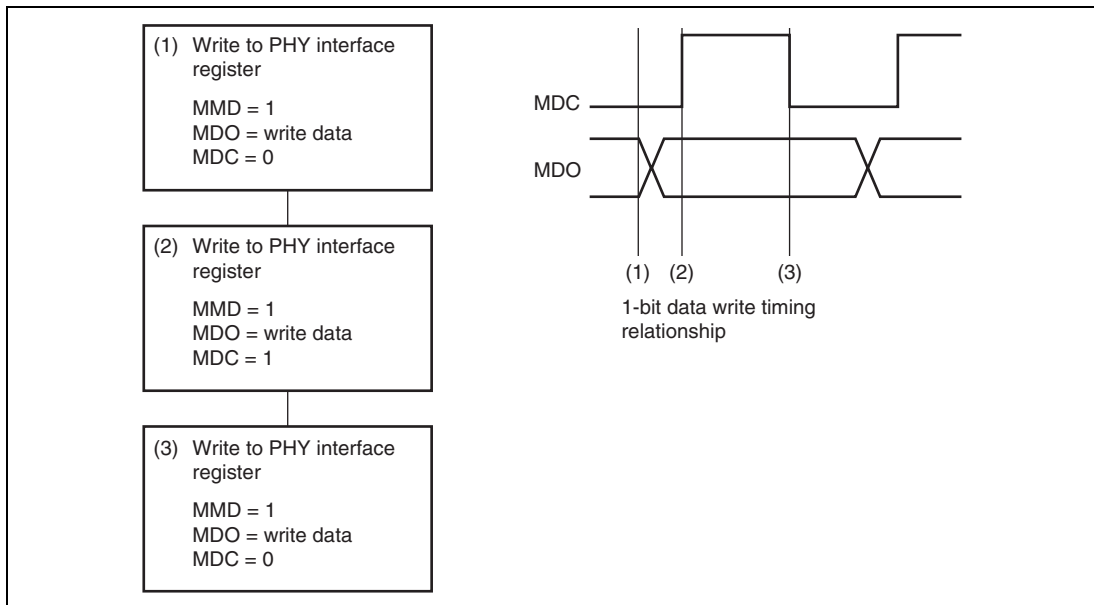 (1) Write to PHY interface
register
MMD = 1
MDO = write data
MDC = 0
(2) Write to PHY interface
register
MMD = 1
MDO = write data
MDC = 1
(3) Write to PHY interface
register
MMD = 1
MDO = write data
MDC = 0
MDC
MDO
(1) (2) (3)
1-bit data write timing
relationship